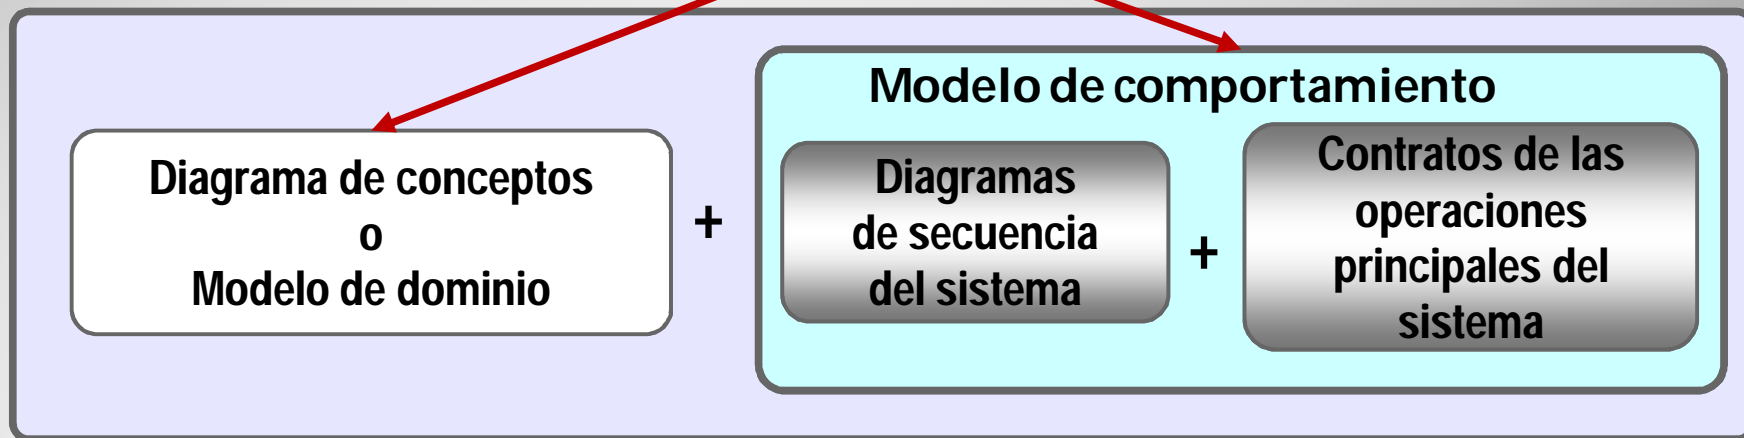 Modelo de comportamiento
Diagrama de conceptos
o
Modelo de dominio
+
Diagramas
de secuencia
del sistema
+
Contratos de las
operaciones
principales del
sistema